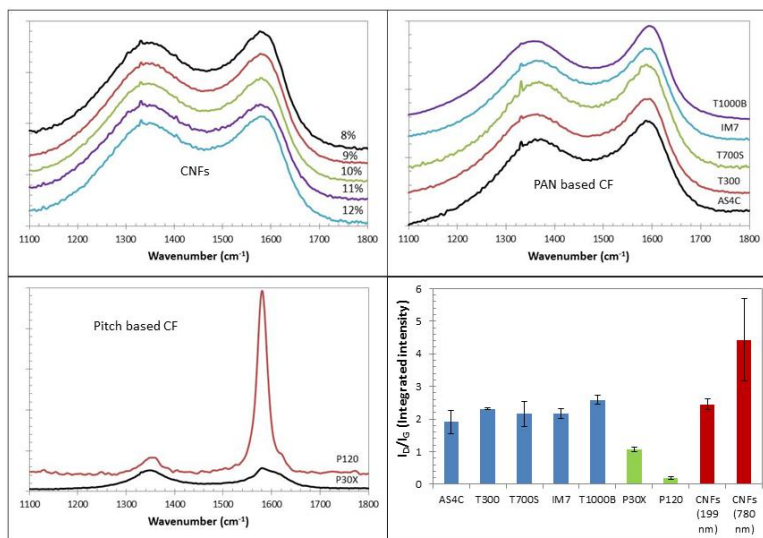 8%
9%
10%
11%
12%
CNFs
1100 1200 1300 1400 1500 1600 1700 1800
Wavenumber (cm⁻¹)
T1000B
IM7
T700S
T300
AS4C
PAN based CF
1100 1200 1300 1400 1500 1600 1700 1800
Wavenumber (cm⁻¹)
Pitch based CF
P120
P30X
1100 1200 1300 1400 1500 1600 1700 1800
Wavenumber (cm⁻¹)
I_D/I_G (Integrated intensity)
6
5
4
3
2
1
0
AS4C T300 T700S IM7 T1000B P30X P120 CNFs CNFs
(199 (780
nm) nm)